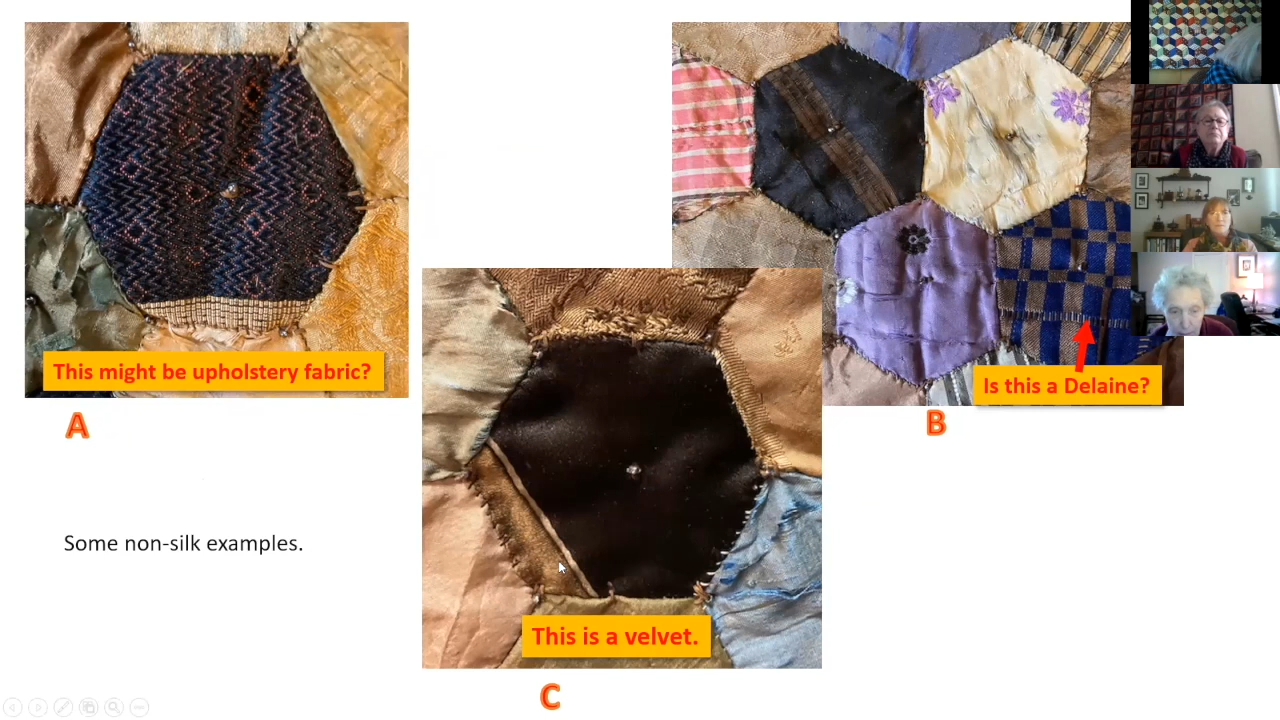 This might be upholstery fabric?
A
Is this a Delaine?
B
Some non-silk examples.
This is a velvet.
C